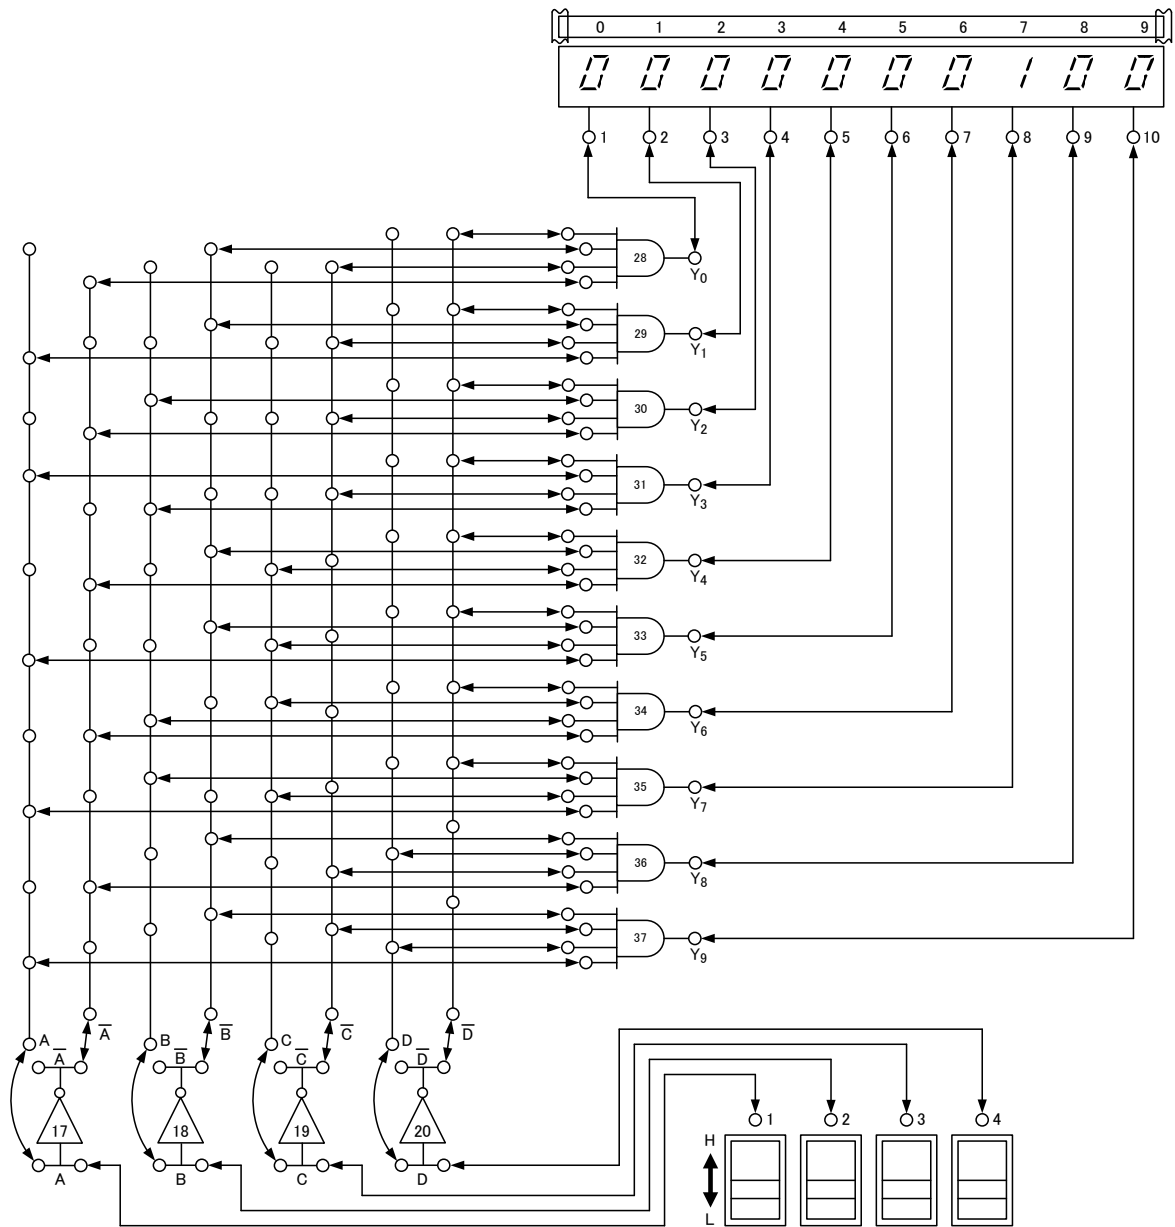 0 1 2 3 4 5 6 7 8 9
0 0 0 0 0 0 0 1 0 0
1 2 3 4 5 6 7 8 9 10
28
Y0
29
Y1
30
Y2
31
Y3
32
Y4
33
Y5
34
Y6
35
Y7
36
Y8
37
Y9
A A̅ B B̅ C C̅ D D̅
A̅ B̅ C̅ D̅
17 18 19 20
A B C D
1 2 3 4
H
L